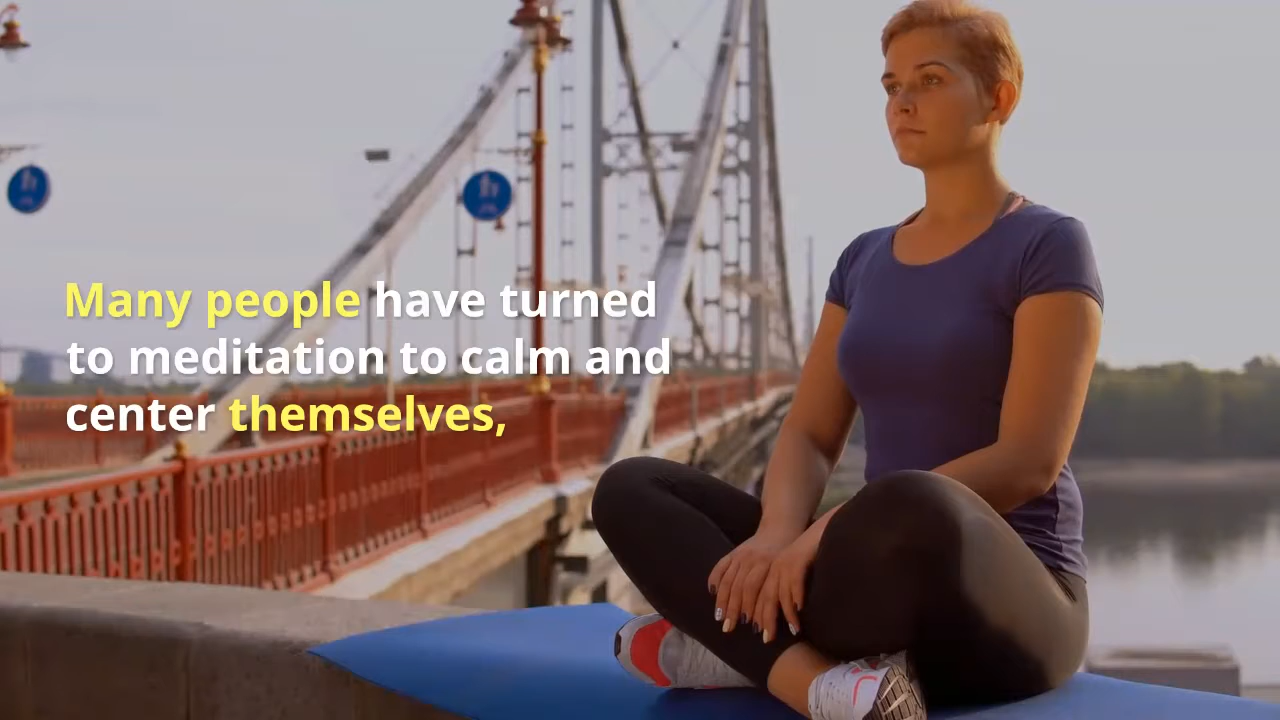 Many people have turned
to meditation to calm and
center themselves,